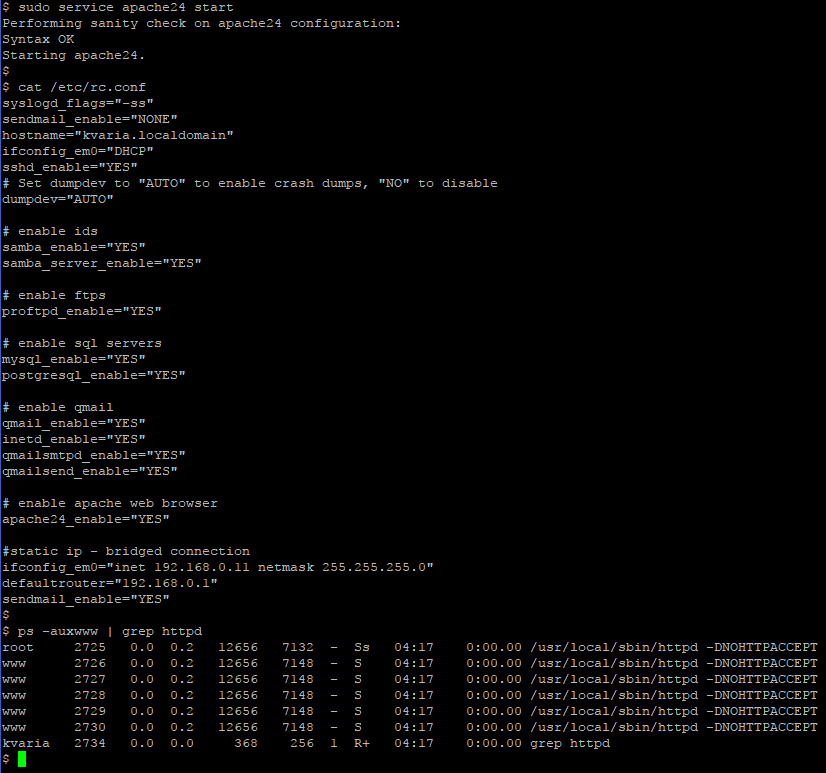 $ sudo service apache24 start
Performing sanity check on apache24 configuration:
Syntax OK
Starting apache24.
$
$ cat /etc/rc.conf
syslogd_flags="-ss"
sendmail_enable="NONE"
hostname="kvaria.localdomain"
ifconfig_em0="DHCP"
sshd_enable="YES"
# Set dumpdev to "AUTO" to enable crash dumps, "NO" to disable
dumpdev="AUTO"

# enable ids
samba_enable="YES"
samba_server_enable="YES"

# enable ftps
proftpd_enable="YES"

# enable sql servers
mysql_enable="YES"
postgresql_enable="YES"

# enable qmail
qmail_enable="YES"
inetd_enable="YES"
qmailsmtpd_enable="YES"
qmailsend_enable="YES"

# enable apache web browser
apache24_enable="YES"

#static ip - bridged connection
ifconfig_em0="inet 192.168.0.11 netmask 255.255.255.0"
defaultrouter="192.168.0.1"
sendmail_enable="YES"
$
$ ps -auxwww | grep httpd
root     2725   0.0  0.2   12656   7132  -  Ss   04:17    0:00.00 /usr/local/sbin/httpd -DNOHTTPACCEPT
www      2726   0.0  0.2   12656   7148  -  S    04:17    0:00.00 /usr/local/sbin/httpd -DNOHTTPACCEPT
www      2727   0.0  0.2   12656   7148  -  S    04:17    0:00.00 /usr/local/sbin/httpd -DNOHTTPACCEPT
www      2728   0.0  0.2   12656   7148  -  S    04:17    0:00.00 /usr/local/sbin/httpd -DNOHTTPACCEPT
www      2729   0.0  0.2   12656   7148  -  S    04:17    0:00.00 /usr/local/sbin/httpd -DNOHTTPACCEPT
www      2730   0.0  0.2   12656   7148  -  S    04:17    0:00.00 /usr/local/sbin/httpd -DNOHTTPACCEPT
kvaria   2734   0.0  0.0     368    256  1  R+   04:17    0:00.00 grep httpd
$